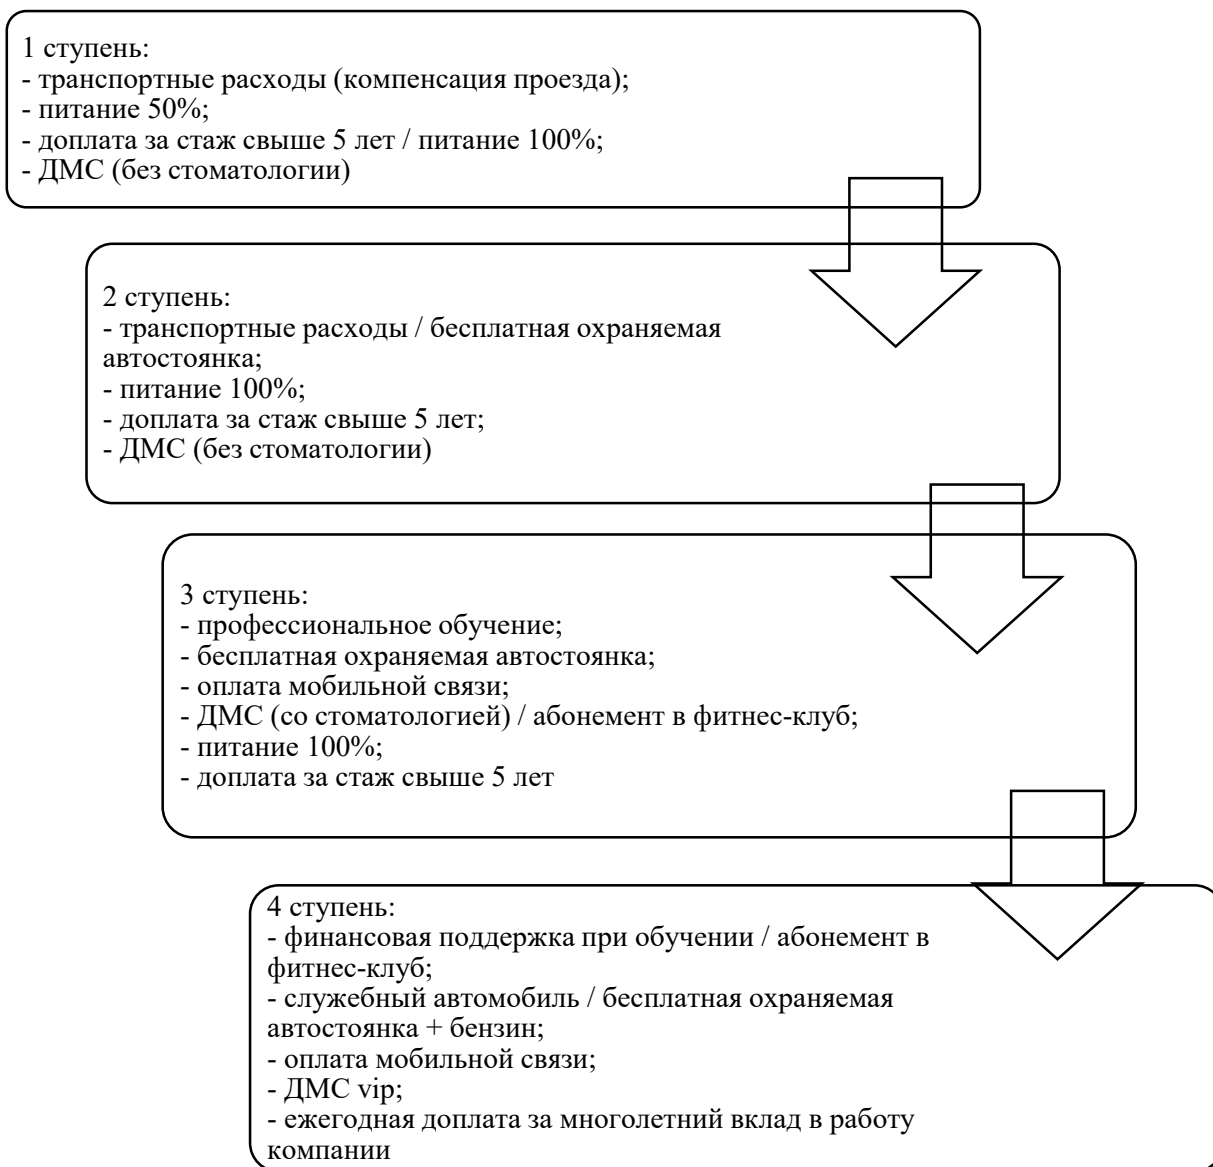 1 ступень:
- транспортные расходы (компенсация проезда);
- питание 50%;
- доплата за стаж свыше 5 лет / питание 100%;
- ДМС (без стоматологии)
2 ступень:
- транспортные расходы / бесплатная охраняемая
автостоянка;
- питание 100%;
- доплата за стаж свыше 5 лет;
- ДМС (без стоматологии)
3 ступень:
- профессиональное обучение;
- бесплатная охраняемая автостоянка;
- оплата мобильной связи;
- ДМС (со стоматологией) / абонемент в фитнес-клуб;
- питание 100%;
- доплата за стаж свыше 5 лет
4 ступень:
- финансовая поддержка при обучении / абонемент в
фитнес-клуб;
- служебный автомобиль / бесплатная охраняемая
автостоянка + бензин;
- оплата мобильной связи;
- ДМС vip;
- ежегодная доплата за многолетний вклад в работу
компании